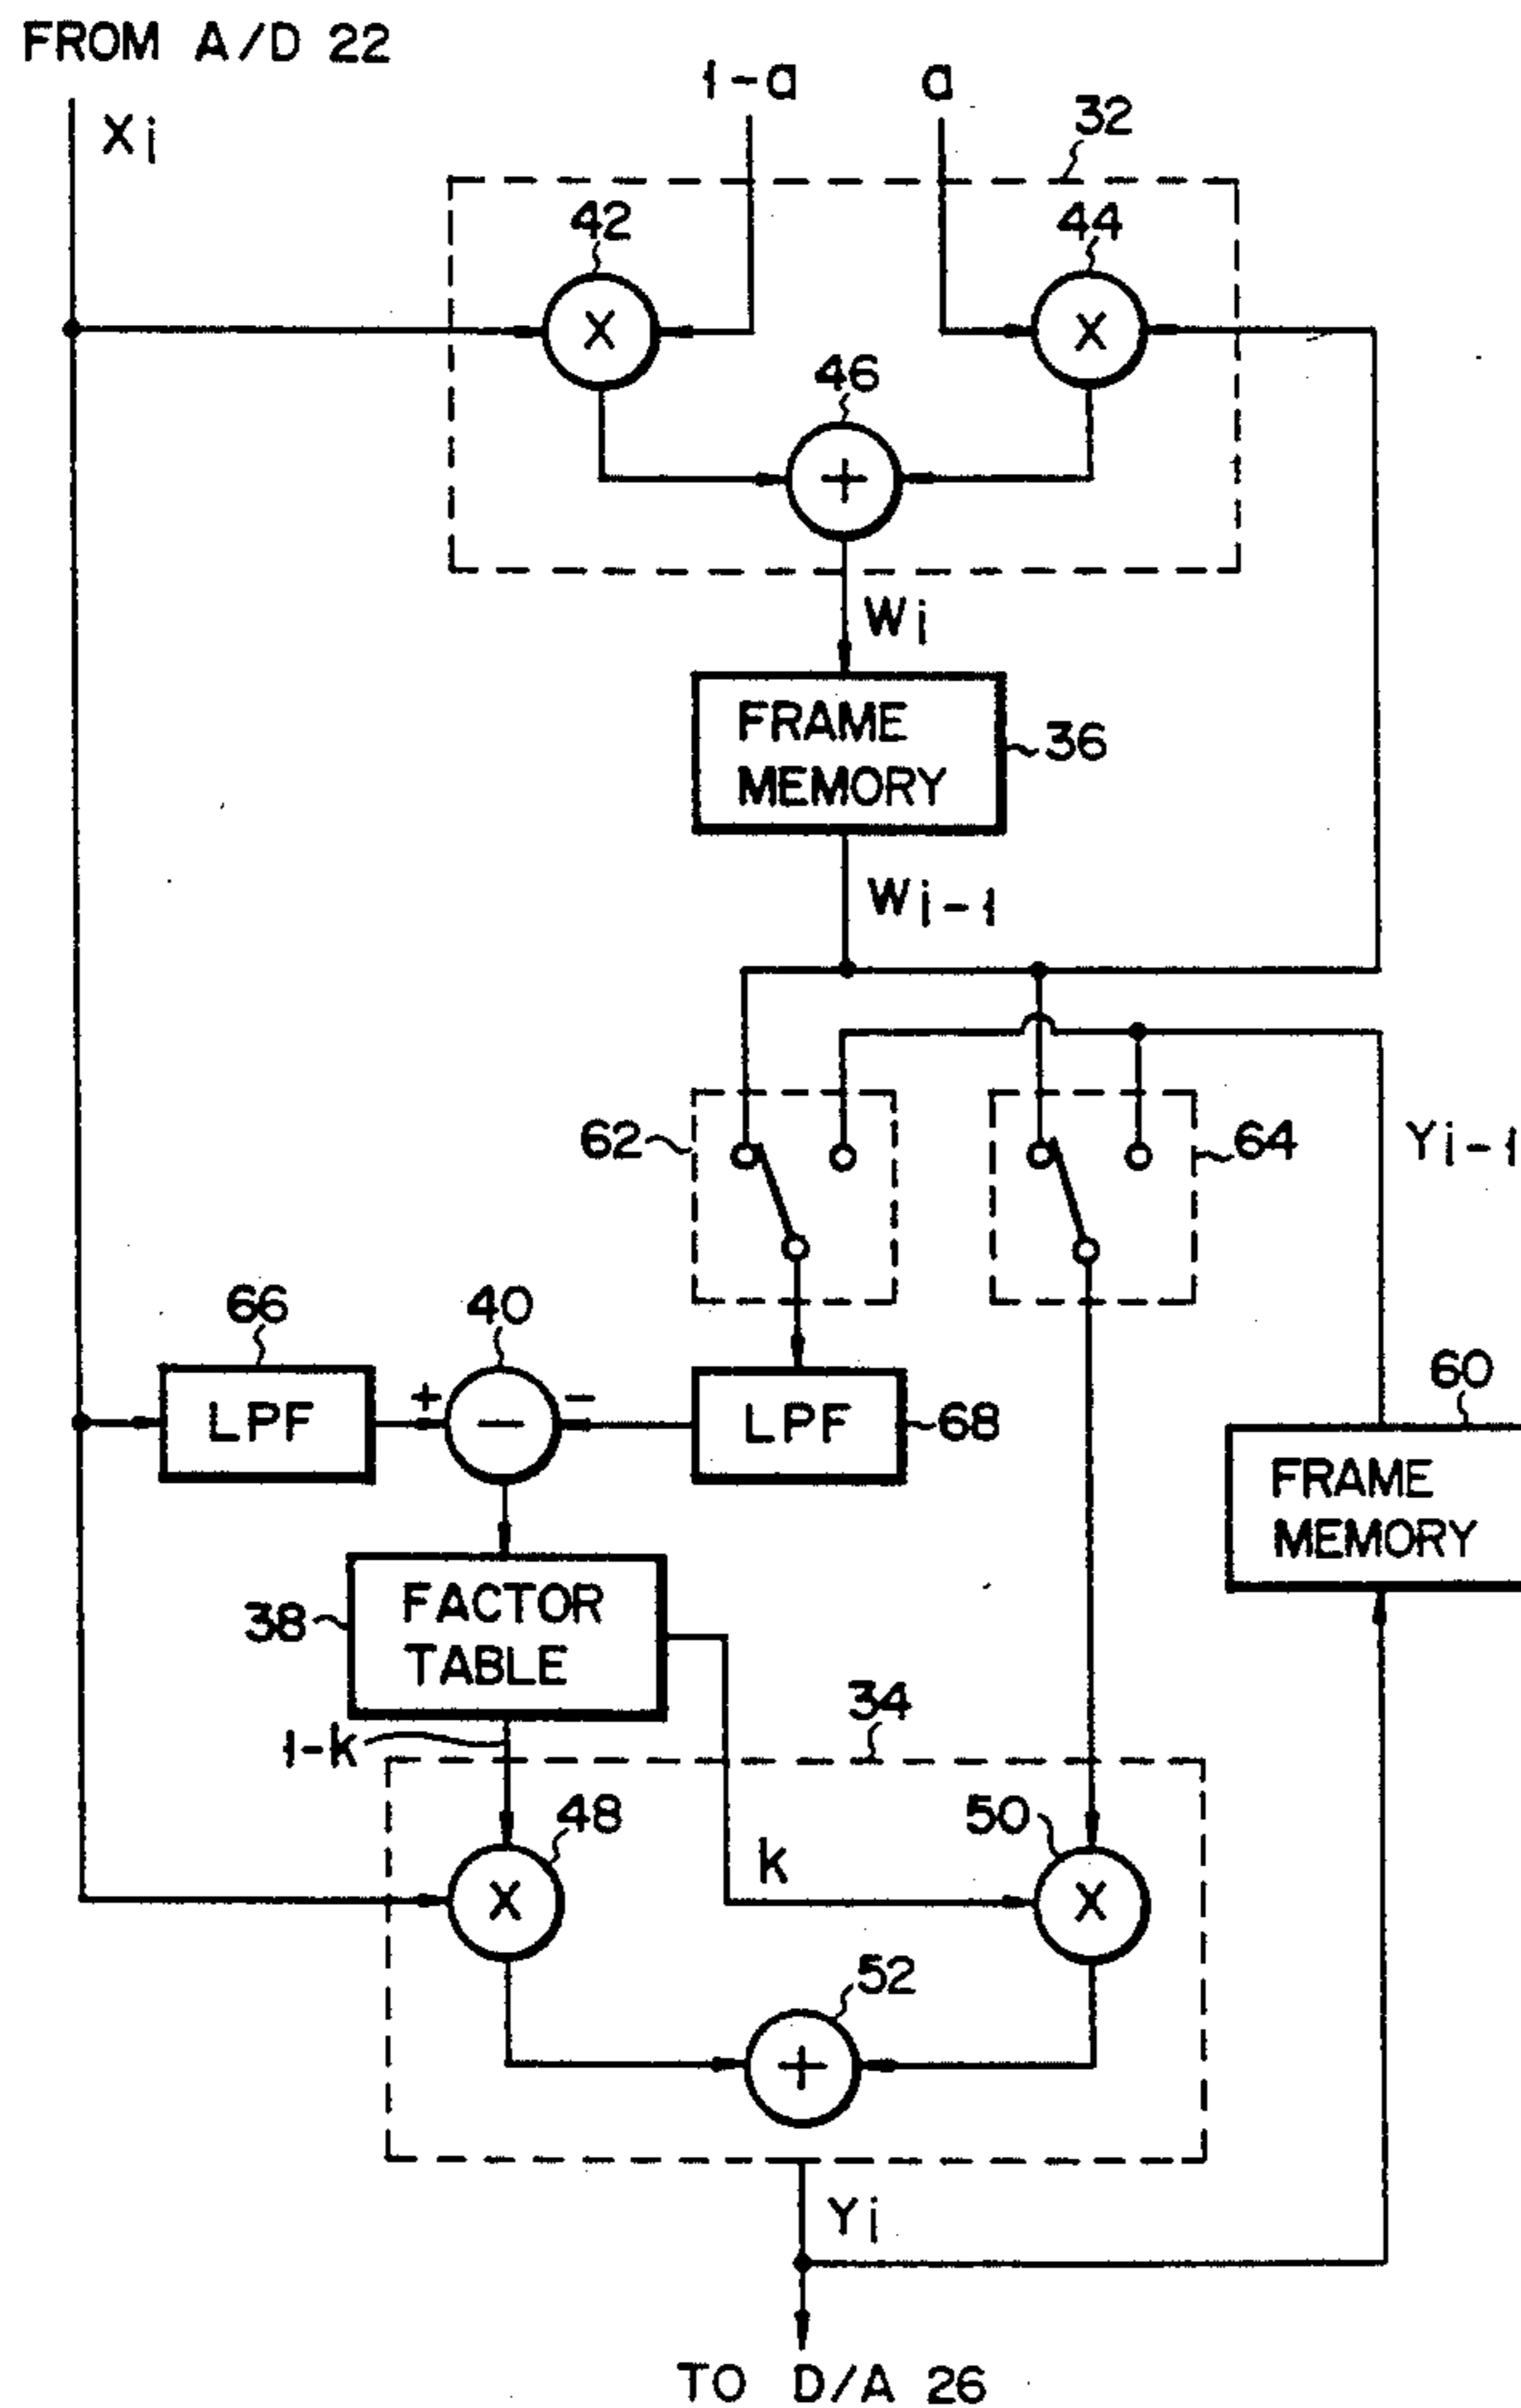 FROM A/D 22
Xi
1-a
a
32
42
44
X
X
46
+
Wi
FRAME
MEMORY
36
Wi-1
62
64
Yi-1
66
40
60
LPF
+
−
−
LPF
68
FRAME
MEMORY
38
FACTOR
TABLE
34
1-k
48
50
k
X
X
52
+
Yi
TO D/A 26